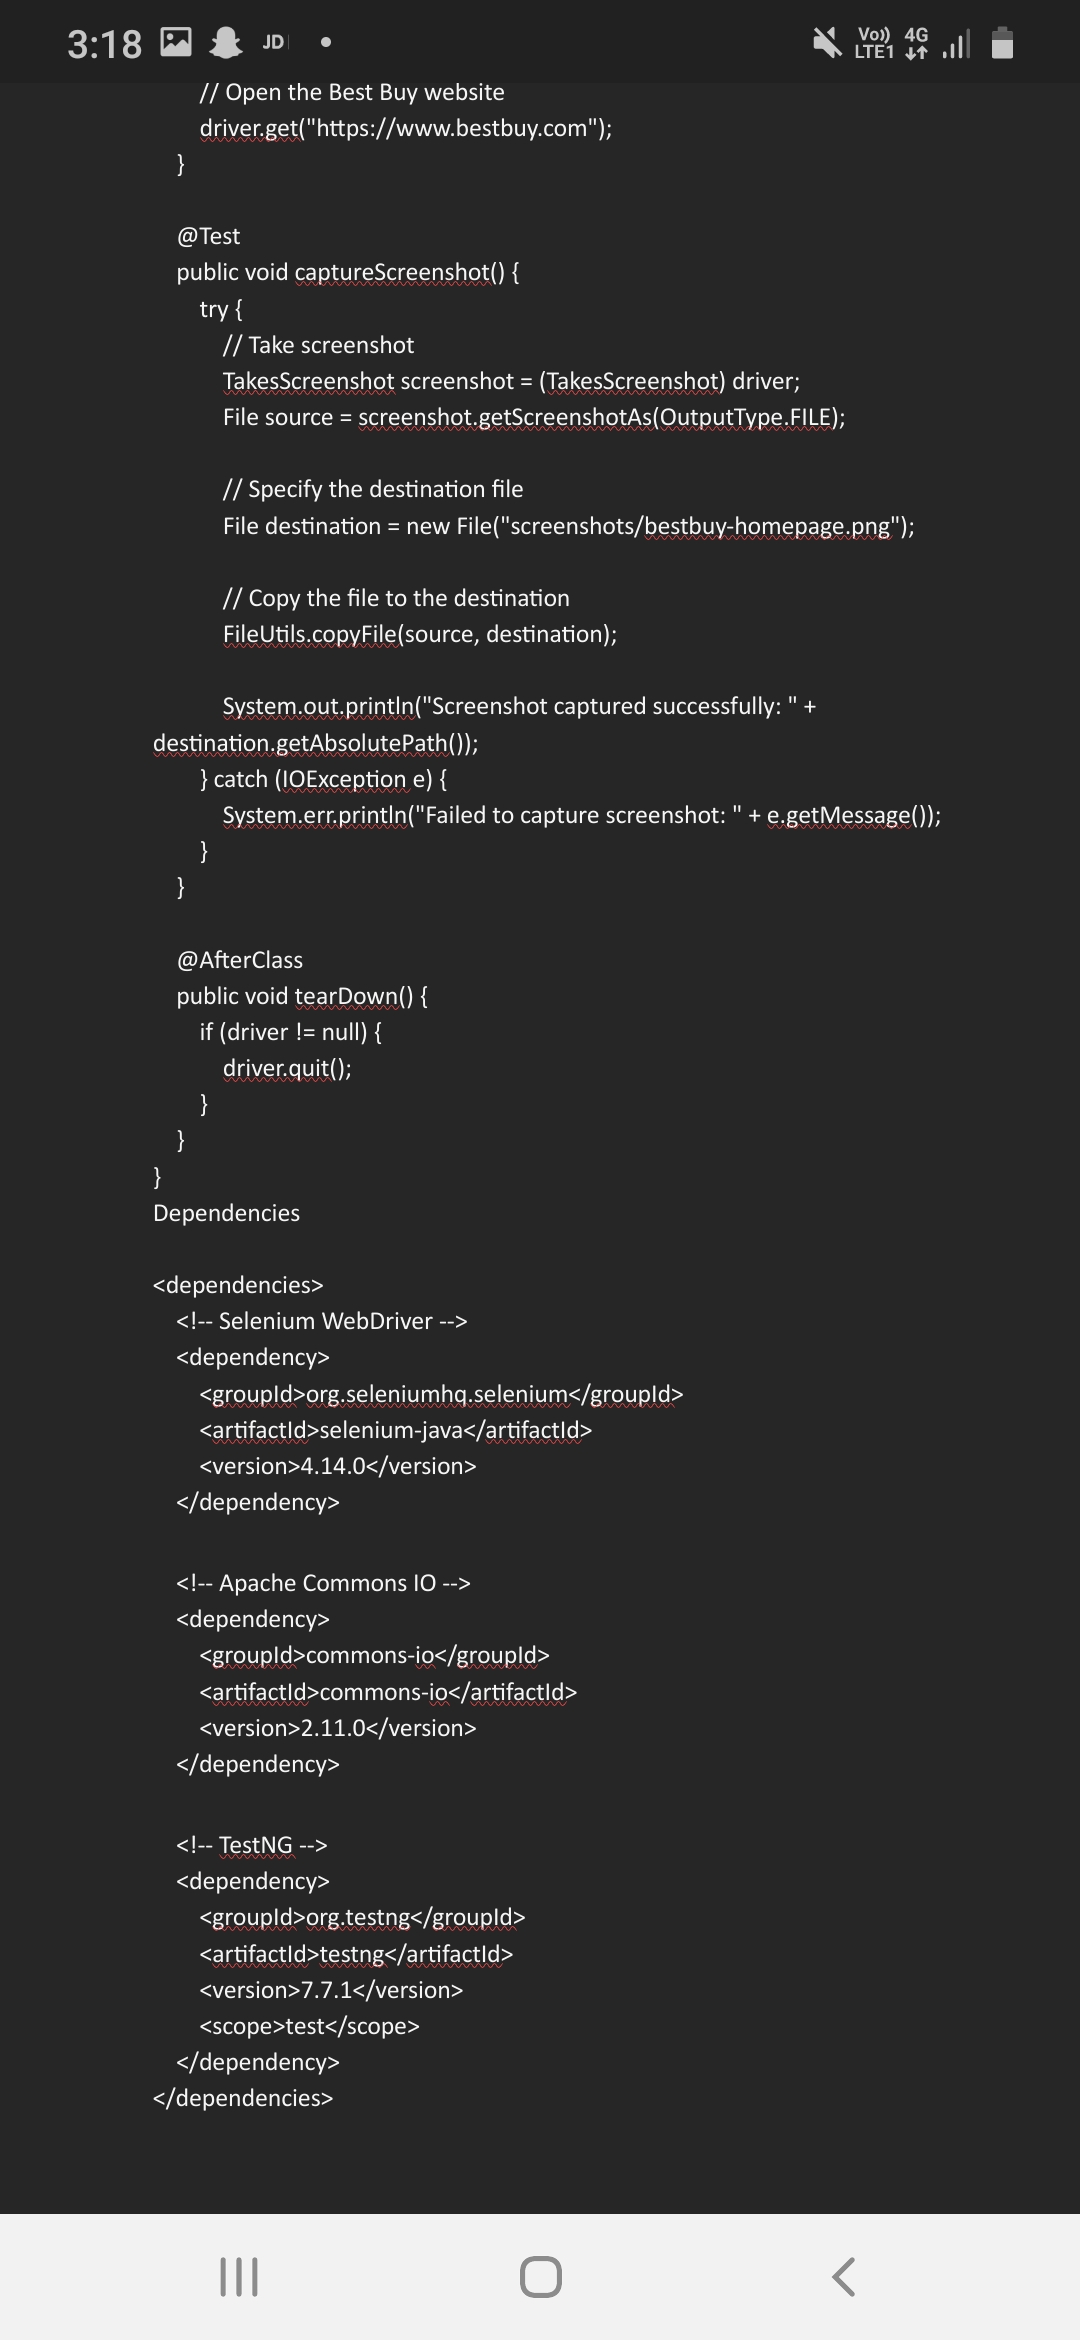 3:18 JD
Vo)) LTE1 4G
// Open the Best Buy website
driver.get("https://www.bestbuy.com");
}
@Test
public void captureScreenshot() {
try {
// Take screenshot
TakesScreenshot screenshot = (TakesScreenshot) driver;
File source = screenshot.getScreenshotAs(OutputType.FILE);
// Specify the destination file
File destination = new File("screenshots/bestbuy-homepage.png");
// Copy the file to the destination
FileUtils.copyFile(source, destination);
System.out.println("Screenshot captured successfully: " +
destination.getAbsolutePath());
} catch (IOException e) {
System.err.println("Failed to capture screenshot: " + e.getMessage());
}
}
@AfterClass
public void tearDown() {
if (driver != null) {
driver.quit();
}
}
}
Dependencies
<dependencies>
<!-- Selenium WebDriver -->
<dependency>
<groupId>org.seleniumhq.selenium</groupId>
<artifactId>selenium-java</artifactId>
<version>4.14.0</version>
</dependency>
<!-- Apache Commons IO -->
<dependency>
<groupId>commons-io</groupId>
<artifactId>commons-io</artifactId>
<version>2.11.0</version>
</dependency>
<!-- TestNG -->
<dependency>
<groupId>org.testng</groupId>
<artifactId>testng</artifactId>
<version>7.7.1</version>
<scope>test</scope>
</dependency>
</dependencies>